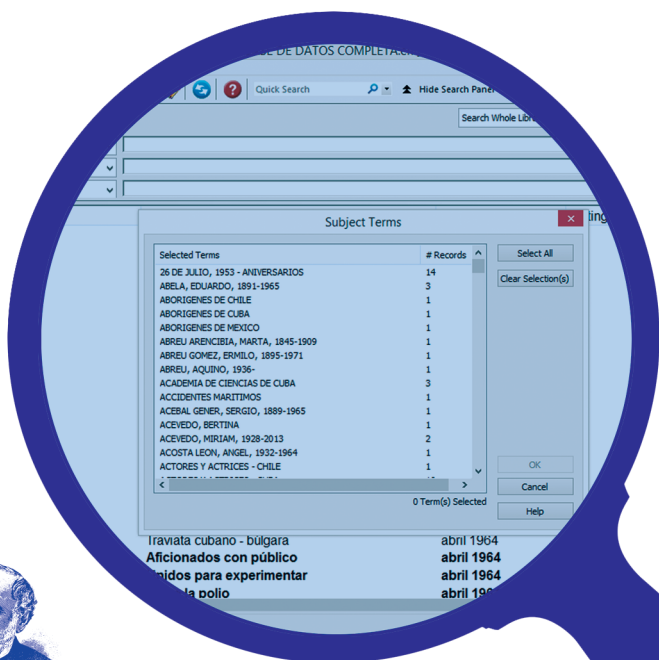 DE DATOS COMPLETA
Quick Search Hide Search Panel
Search Whole
Subject Terms
Selected Terms # Records Select All
26 DE JULIO, 1953 - ANIVERSARIOS 14
ABELA, EDUARDO, 1891-1965 3 Clear Selection(s)
ABORIGENES DE CHILE 1
ABORIGENES DE CUBA 1
ABORIGENES DE MEXICO 1
ABREU ARENCIBIA, MARTA, 1845-1909 1
ABREU GOMEZ, ERMILO, 1895-1971 1
ABREU, AQUINO, 1936- 1
ACADEMIA DE CIENCIAS DE CUBA 3
ACCIDENTES MARITIMOS 1
ACEBAL GENER, SERGIO, 1889-1965 1
ACEVEDO, BERTINA 1
ACEVEDO, MIRIAM, 1928-2013 2
ACOSTA LEON, ANGEL, 1932-1964 1
ACTORES Y ACTRICES - CHILE 1 OK
Cancel
0 Term(s) Selected
Help
Traviata cubano - búlgara abril 1964
Aficionados con público abril 1964
para experimentar abril 1964
la polio abril